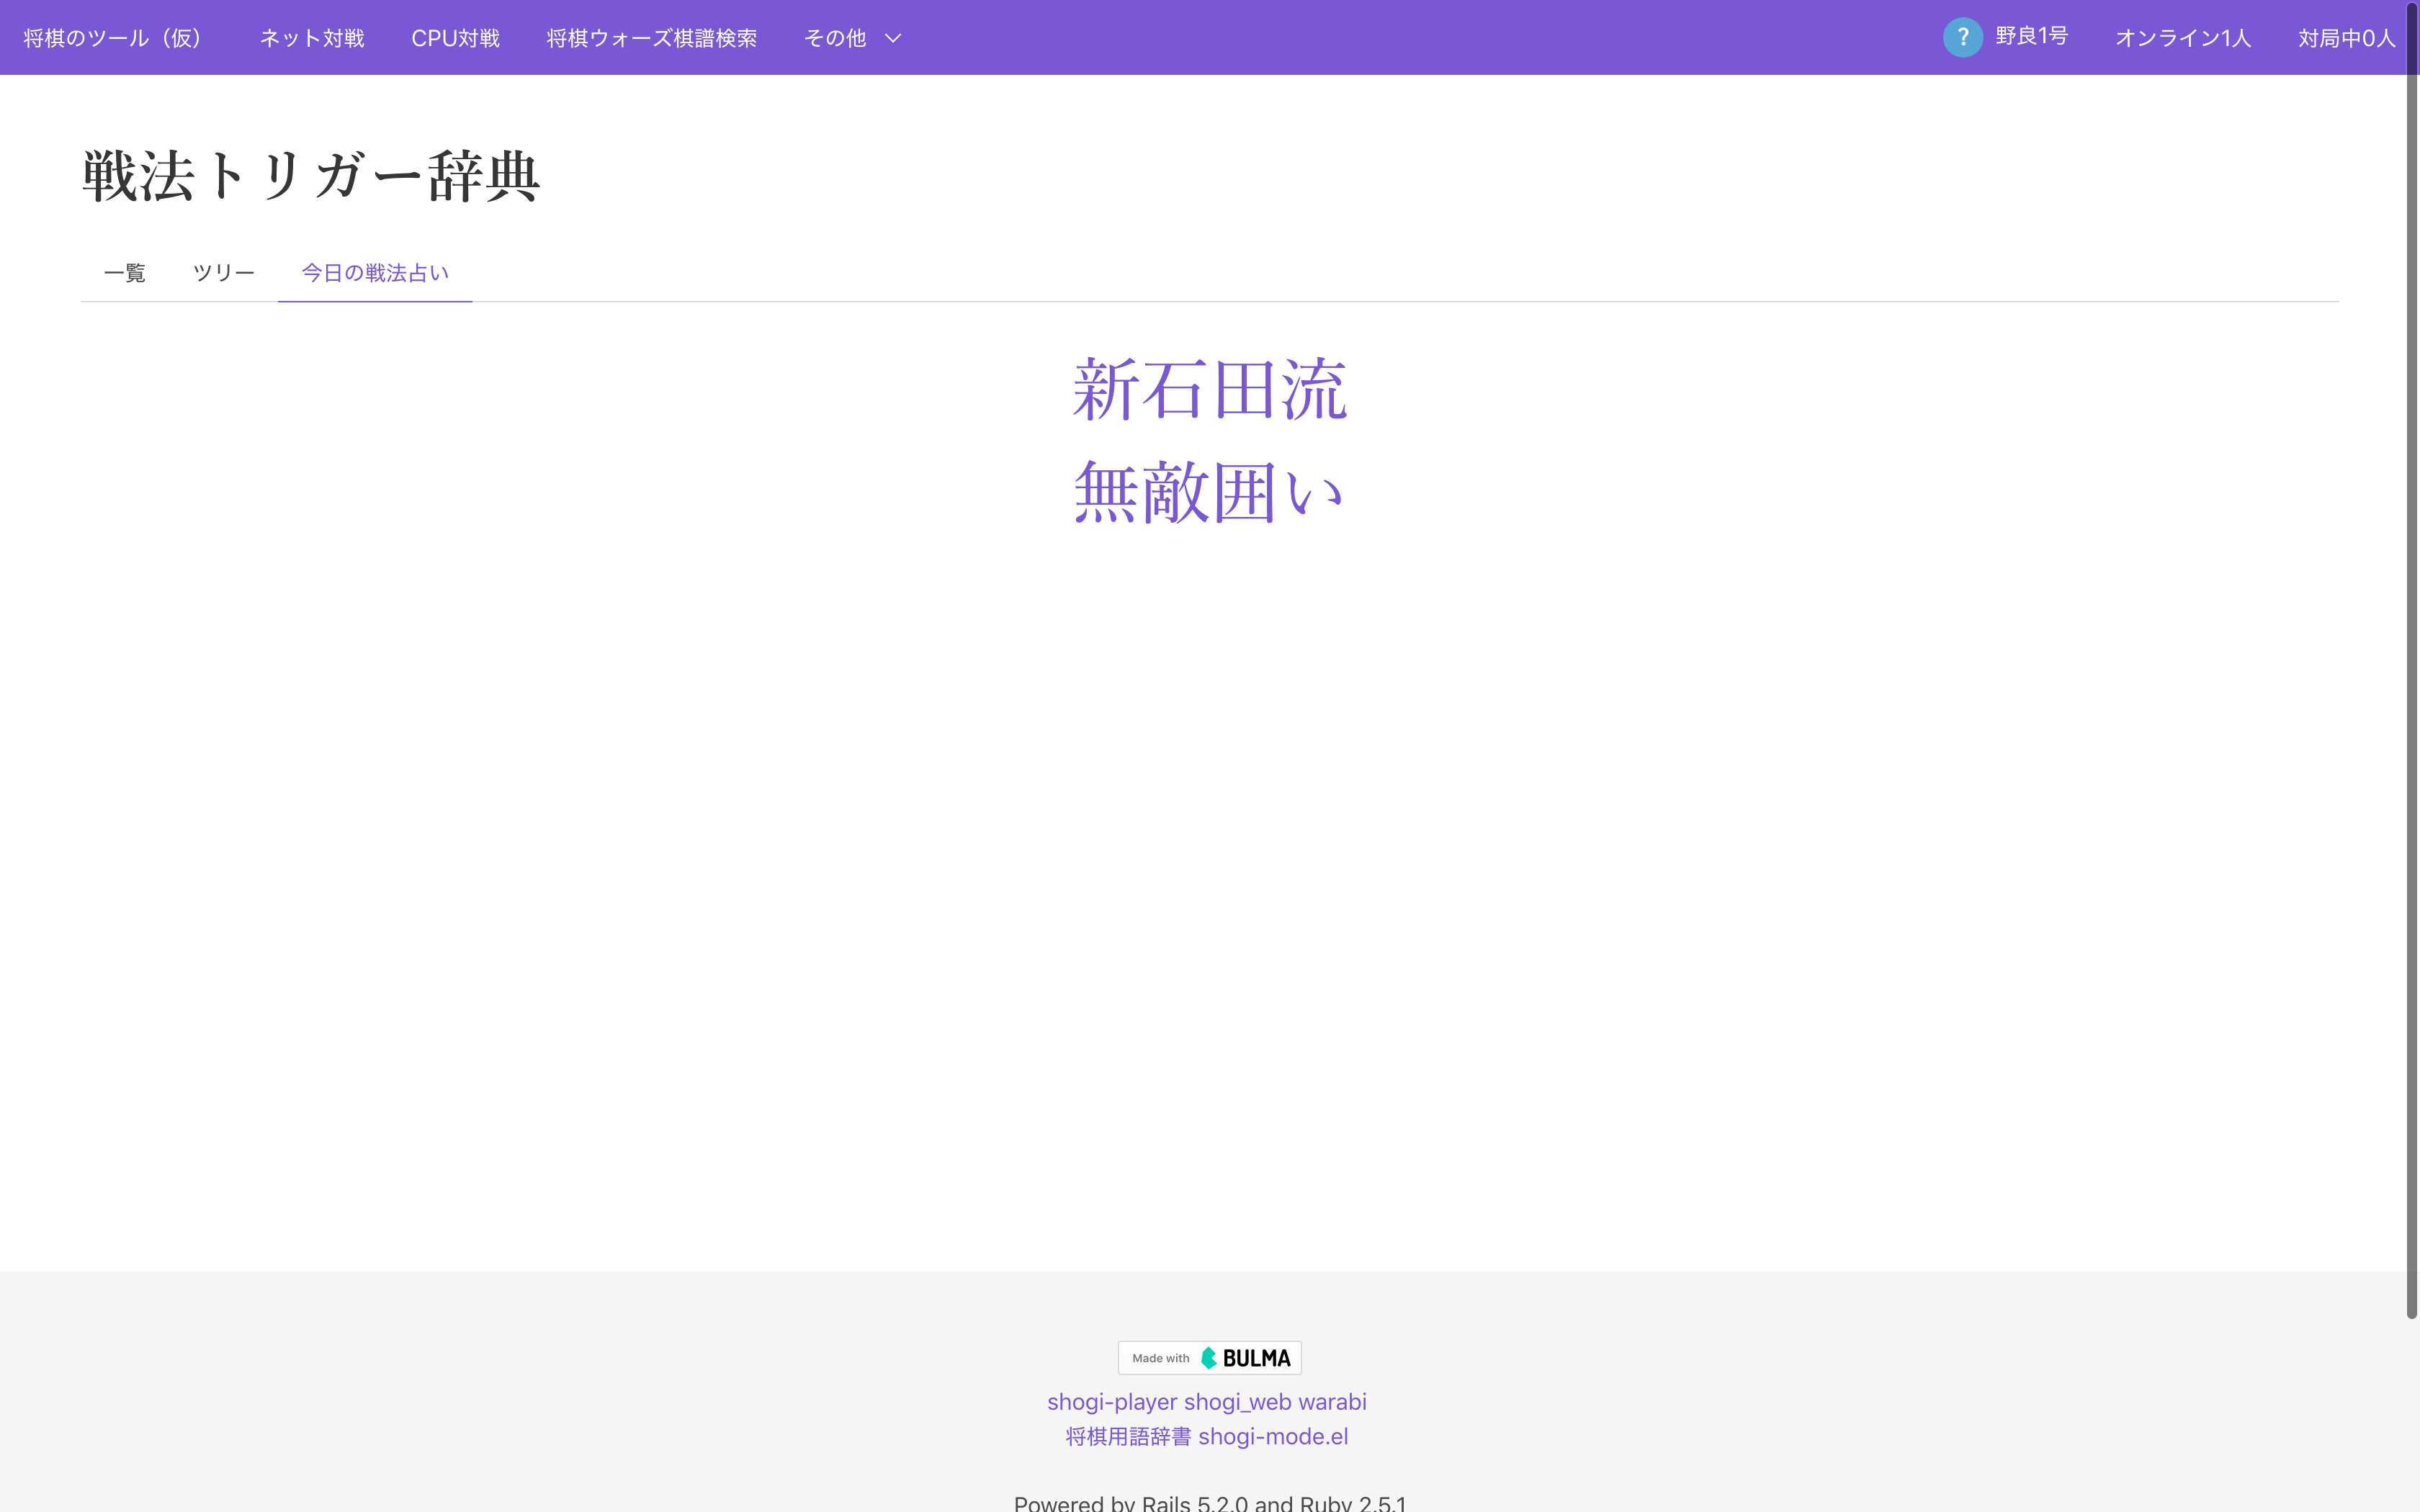 将棋のツール（仮） ネット対戦 CPU対戦 将棋ウォーズ棋譜検索 その他 ? 野良1号 オンライン1人 対局中0人
戦法トリガー辞典
一覧 ツリー 今日の戦法占い
新石田流
無敵囲い
Made with BULMA
shogi-player shogi_web warabi
将棋用語辞書 shogi-mode.el
Powered by Rails 5.2.0 and Ruby 2.5.1